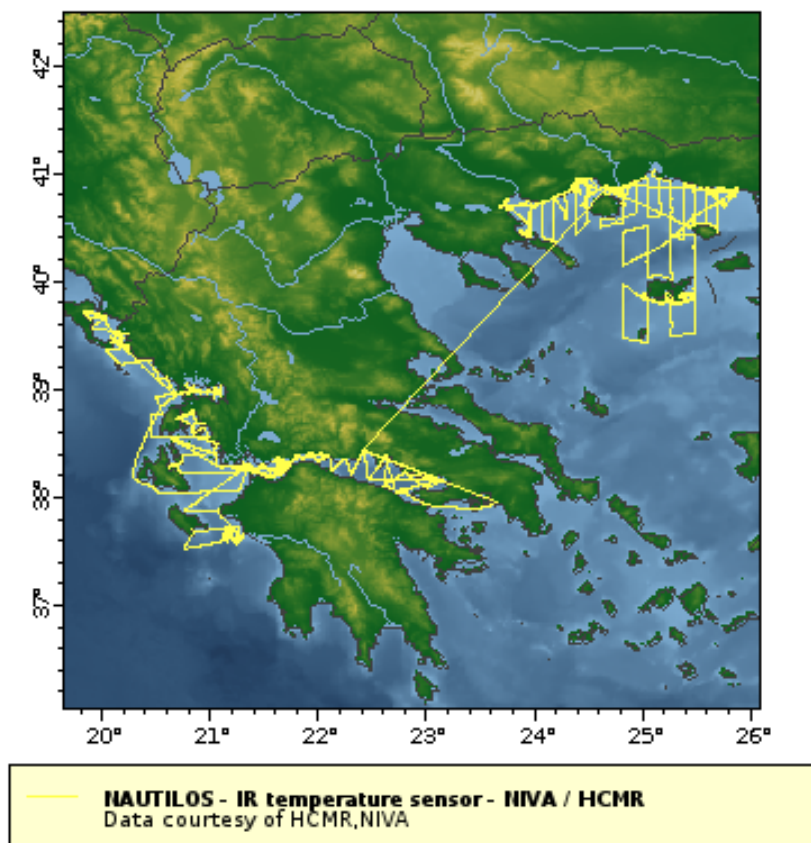 42°
41°
40°
39°
38°
37°
20° 21° 22° 23° 24° 25° 26°
NAUTILOS - IR temperature sensor - NIVA / HCMR
Data courtesy of HCMR,NIVA